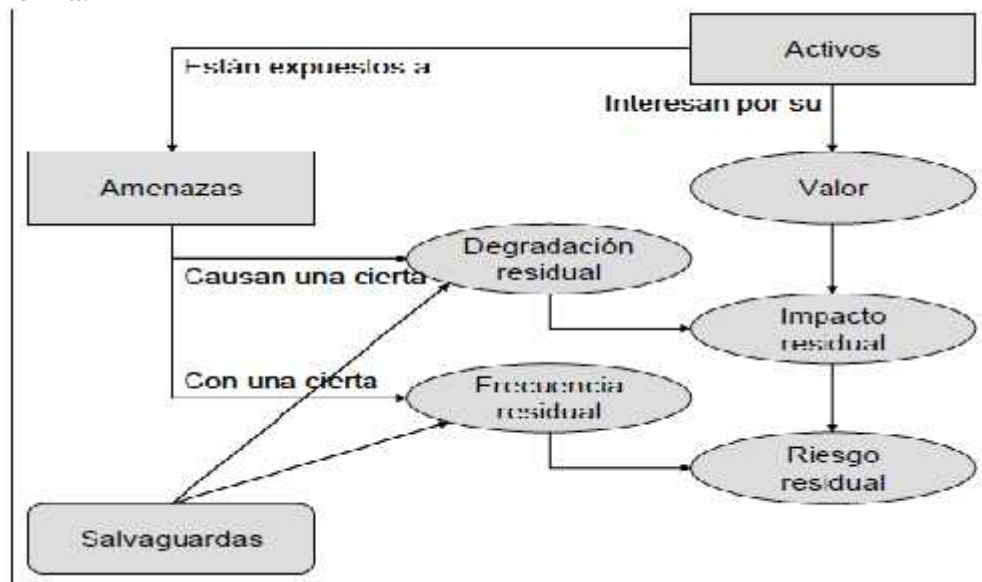 Activos
Están expuestos a
Interesan por su
Amenazas
Valor
Degradación
residual
Causan una cierta
Impacto
residual
Con una cierta
Frecuencia
residual
Riesgo
residual
Salvaguardas